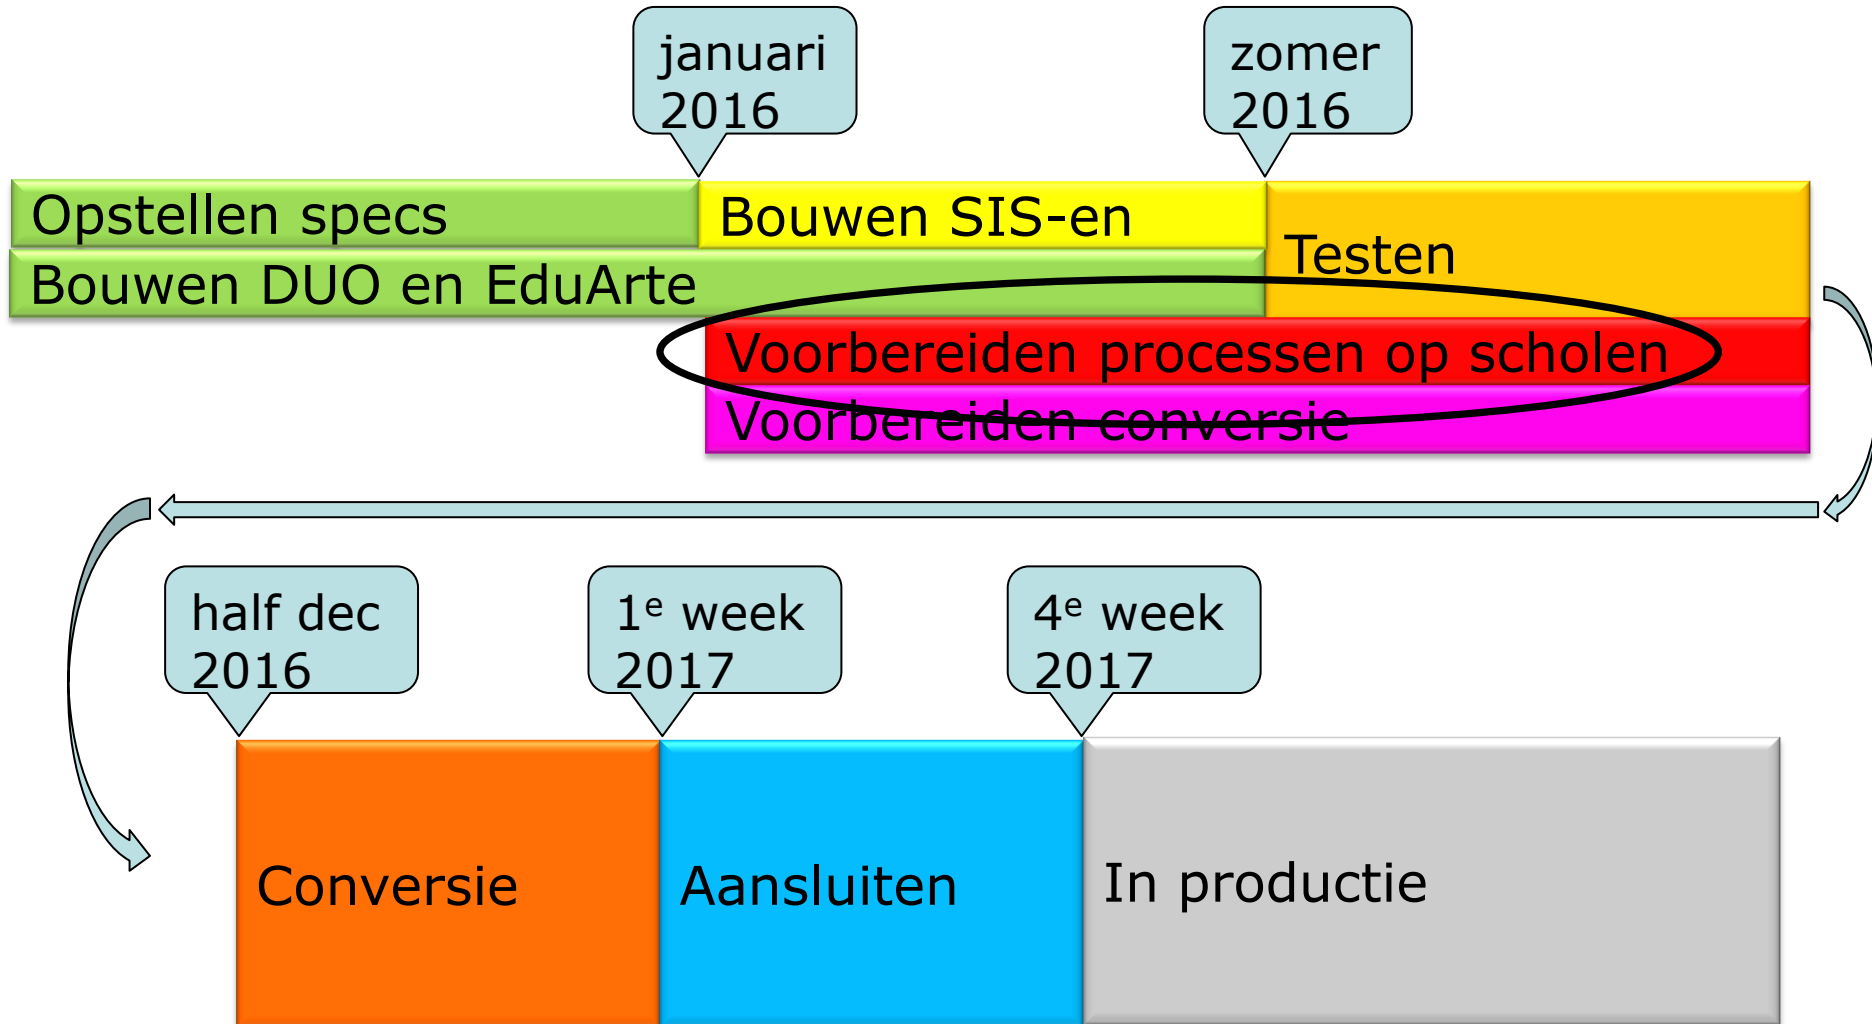 januari
2016
zomer
2016
Opstellen specs
Bouwen SIS-en
Testen
Bouwen DUO en EduArte
Voorbereiden processen op scholen
Voorbereiden conversie
half dec
2016
1e week
2017
4e week
2017
Conversie
Aansluiten
In productie